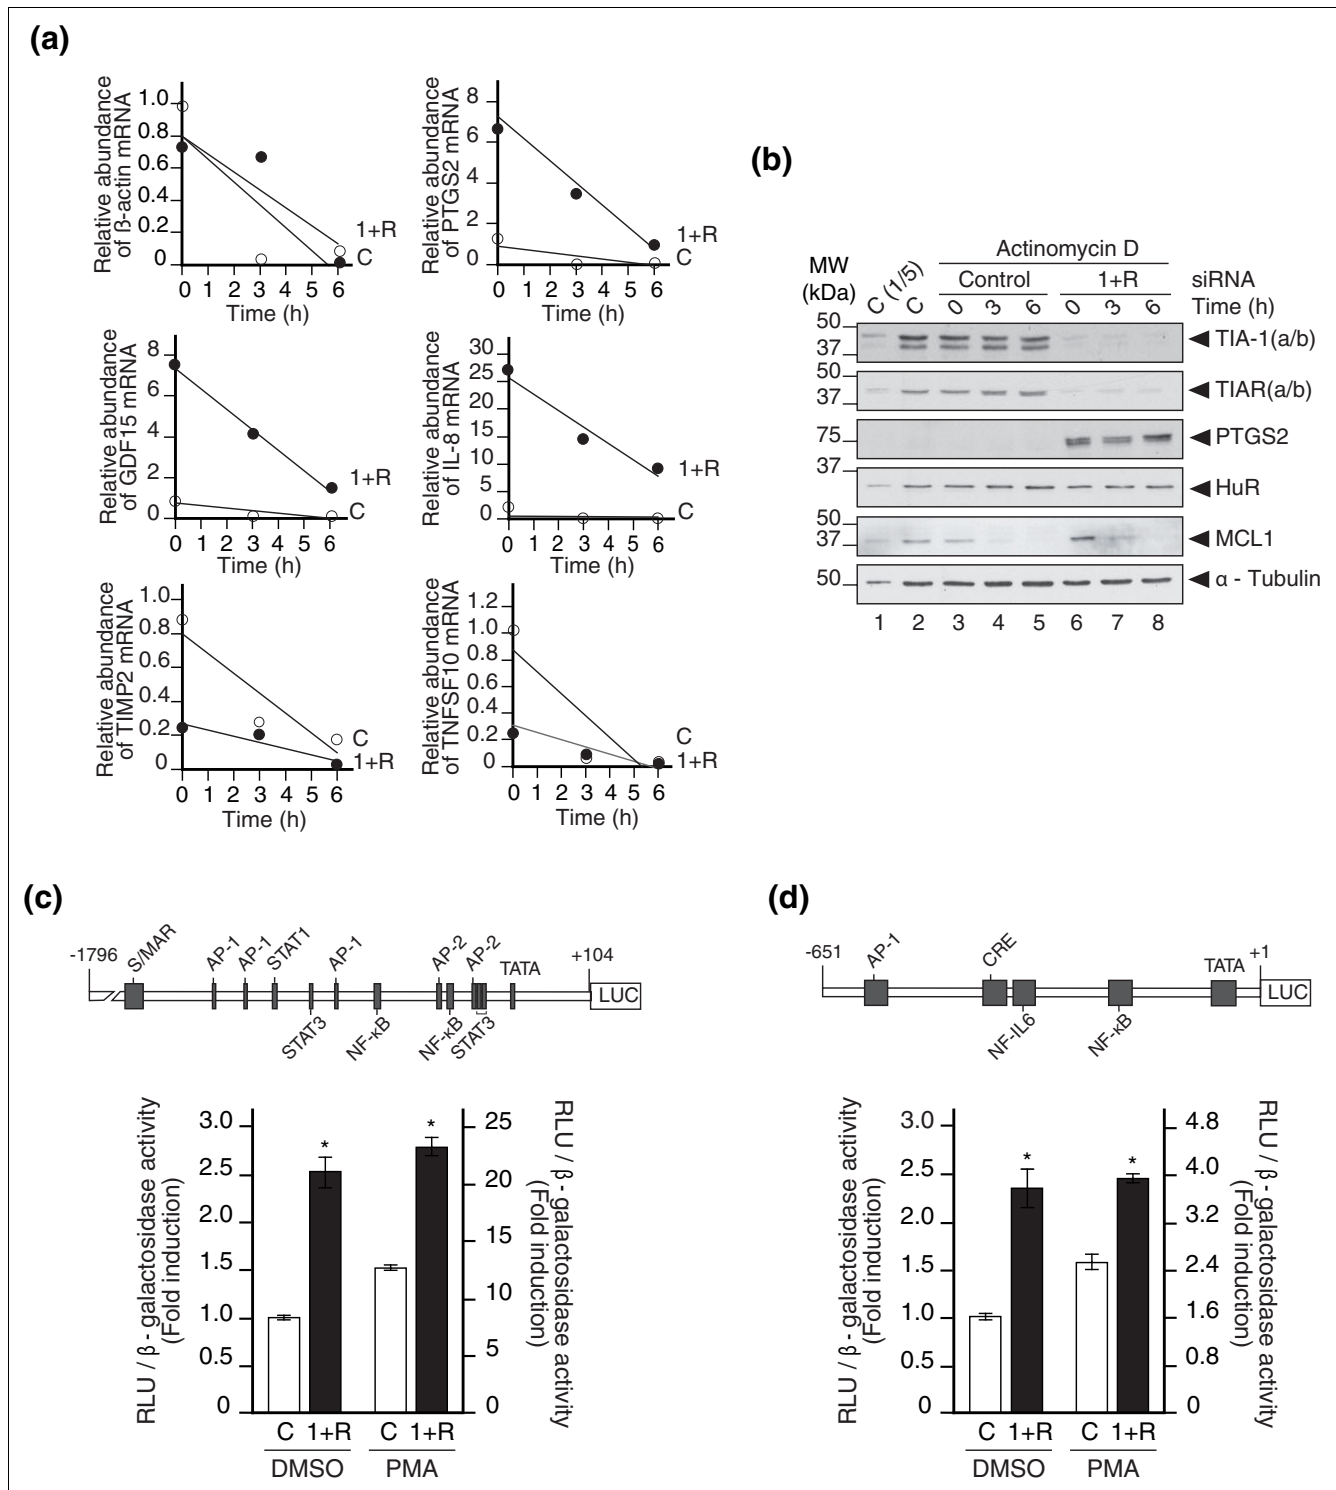 (a)
Relative abundance
of ß-actin mRNA
1.0
0.8
0.6
0.4
0.2
0
0 1 2 3 4 5 6
Time (h)
1+R
C
Relative abundance
of PTGS2 mRNA
8
6
4
2
0
0 1 2 3 4 5 6
Time (h)
1+R
C
Relative abundance
of GDF15 mRNA
8
4
2
0
0 1 2 3 4 5 6
Time (h)
1+R
C
Relative abundance
of IL-8 mRNA
30
25
20
15
10
5
0
0 1 2 3 4 5 6
Time (h)
1+R
C
Relative abundance
of TIMP2 mRNA
1.0
0.8
0.6
0.4
0.2
0
0 1 2 3 4 5 6
Time (h)
C
1+R
Relative abundance
of TNFSF10 mRNA
1.2
1.0
0.8
0.6
0.4
0.2
0
0 1 2 3 4 5 6
Time (h)
C
1+R
(b)
Actinomycin D
MW
(kDa)
C (1/5)
C
Control 1+R siRNA
0 3 6 0 3 6 Time (h)
50
37
TIA-1(a/b)
50
37
TIAR(a/b)
75
PTGS2
37
HuR
50
37
MCL1
50
α - Tubulin
1 2 3 4 5 6 7 8
(c)
-1796
S/MAR
AP-1
AP-1
STAT1
AP-1
AP-2
AP-2
TATA
+104
LUC
STAT3
NF-κB
NF-κB
STAT3
RLU / β - galactosidase activity
(Fold induction)
3.0
2.5
2.0
1.5
1.0
0.5
0
*
*
25
20
15
10
5
0
RLU / β - galactosidase activity
(Fold induction)
C 1+R C 1+R
DMSO PMA
(d)
-651
AP-1
CRE
TATA
+1
LUC
NF-IL6
NF-κB
RLU / β - galactosidase activity
(Fold induction)
3.0
2.5
2.0
1.5
1.0
0.5
0
*
*
4.8
4.0
3.2
2.4
1.6
0.8
0
RLU / β - galactosidase activity
(Fold induction)
C 1+R C 1+R
DMSO PMA